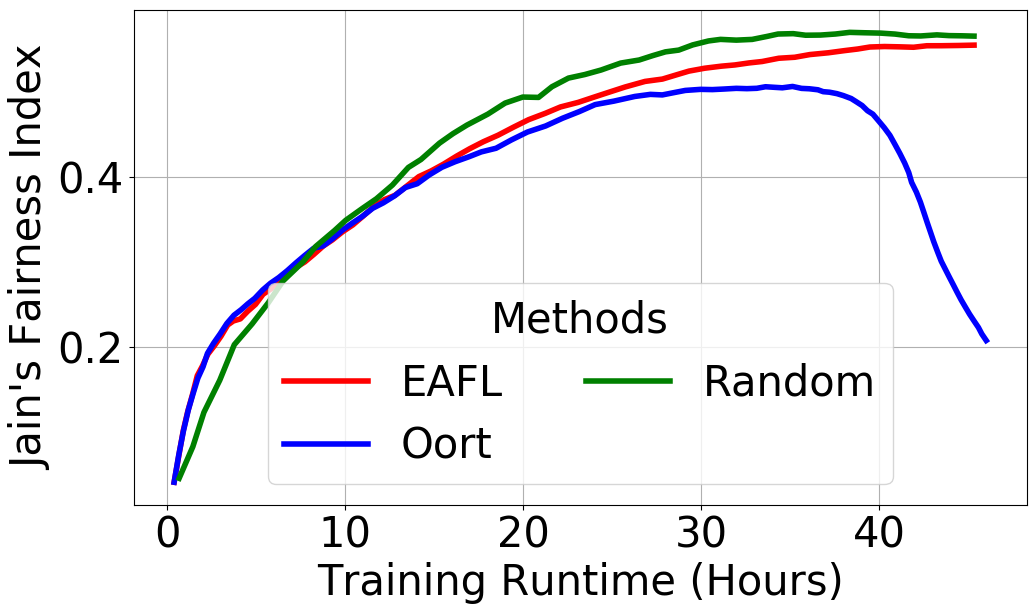 Jain's Fairness Index
0.4
0.2
Methods
EAFL
Random
Oort
0
10
20
30
40
Training Runtime (Hours)